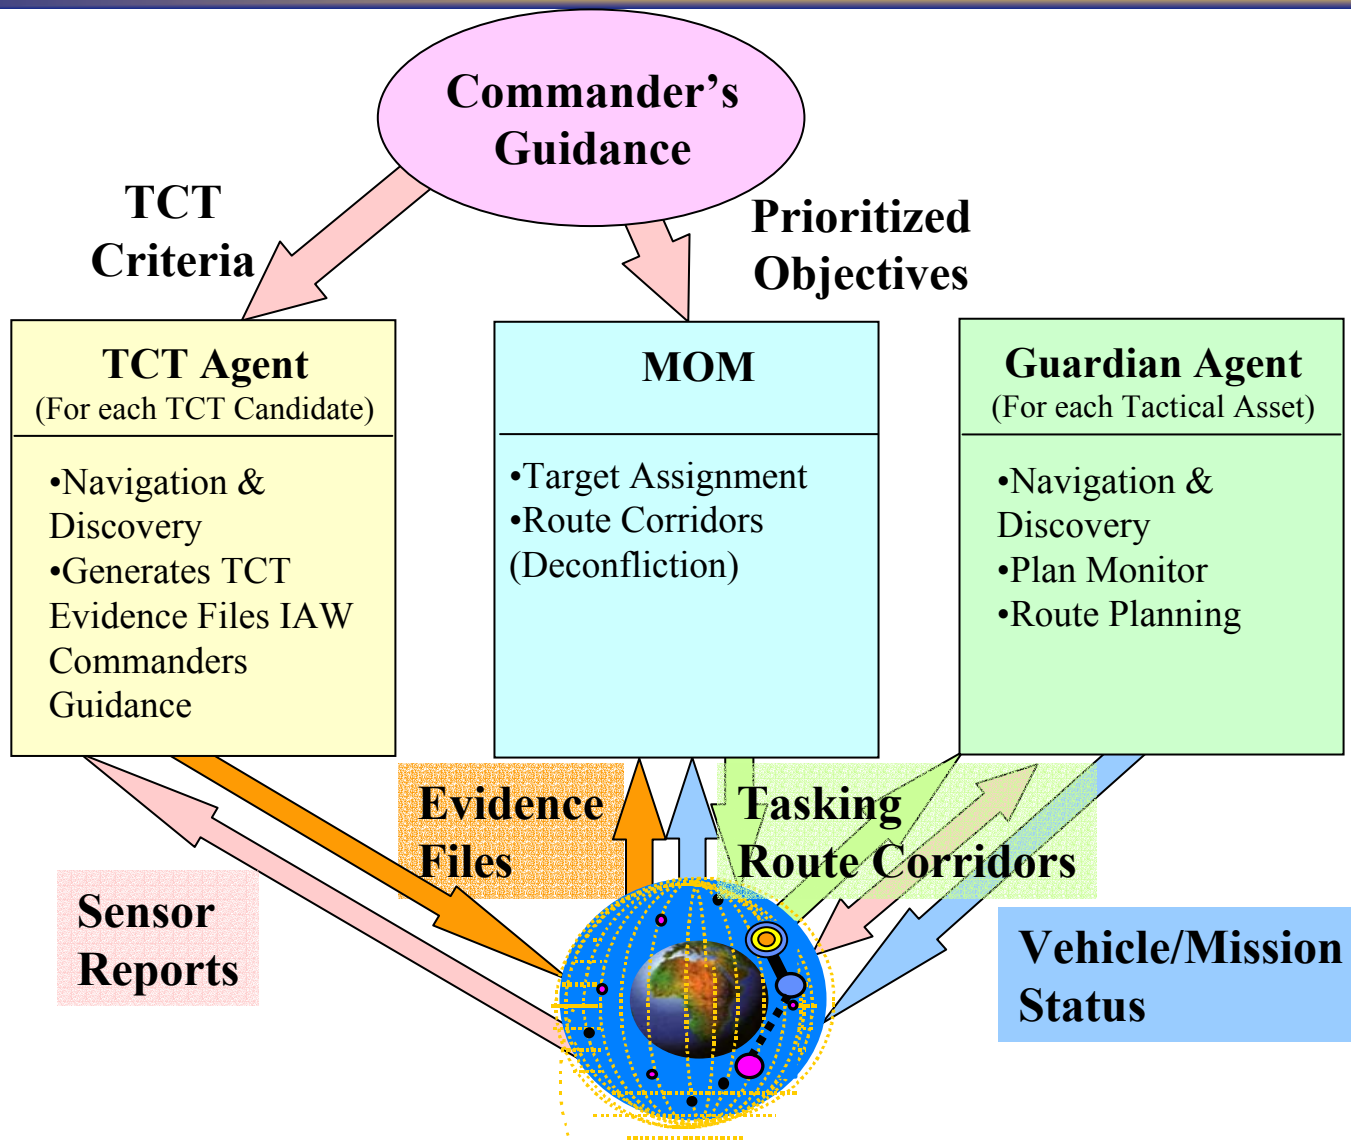 Commander’s
Guidance
TCT
Criteria
Prioritized
Objectives
TCT Agent
(For each TCT Candidate)
•Navigation &
Discovery
•Generates TCT
Evidence Files IAW
Commanders
Guidance
MOM
•Target Assignment
•Route Corridors
(Deconfliction)
Guardian Agent
(For each Tactical Asset)
•Navigation &
Discovery
•Plan Monitor
•Route Planning
Evidence
Files
Tasking
Route Corridors
Sensor
Reports
Vehicle/Mission
Status